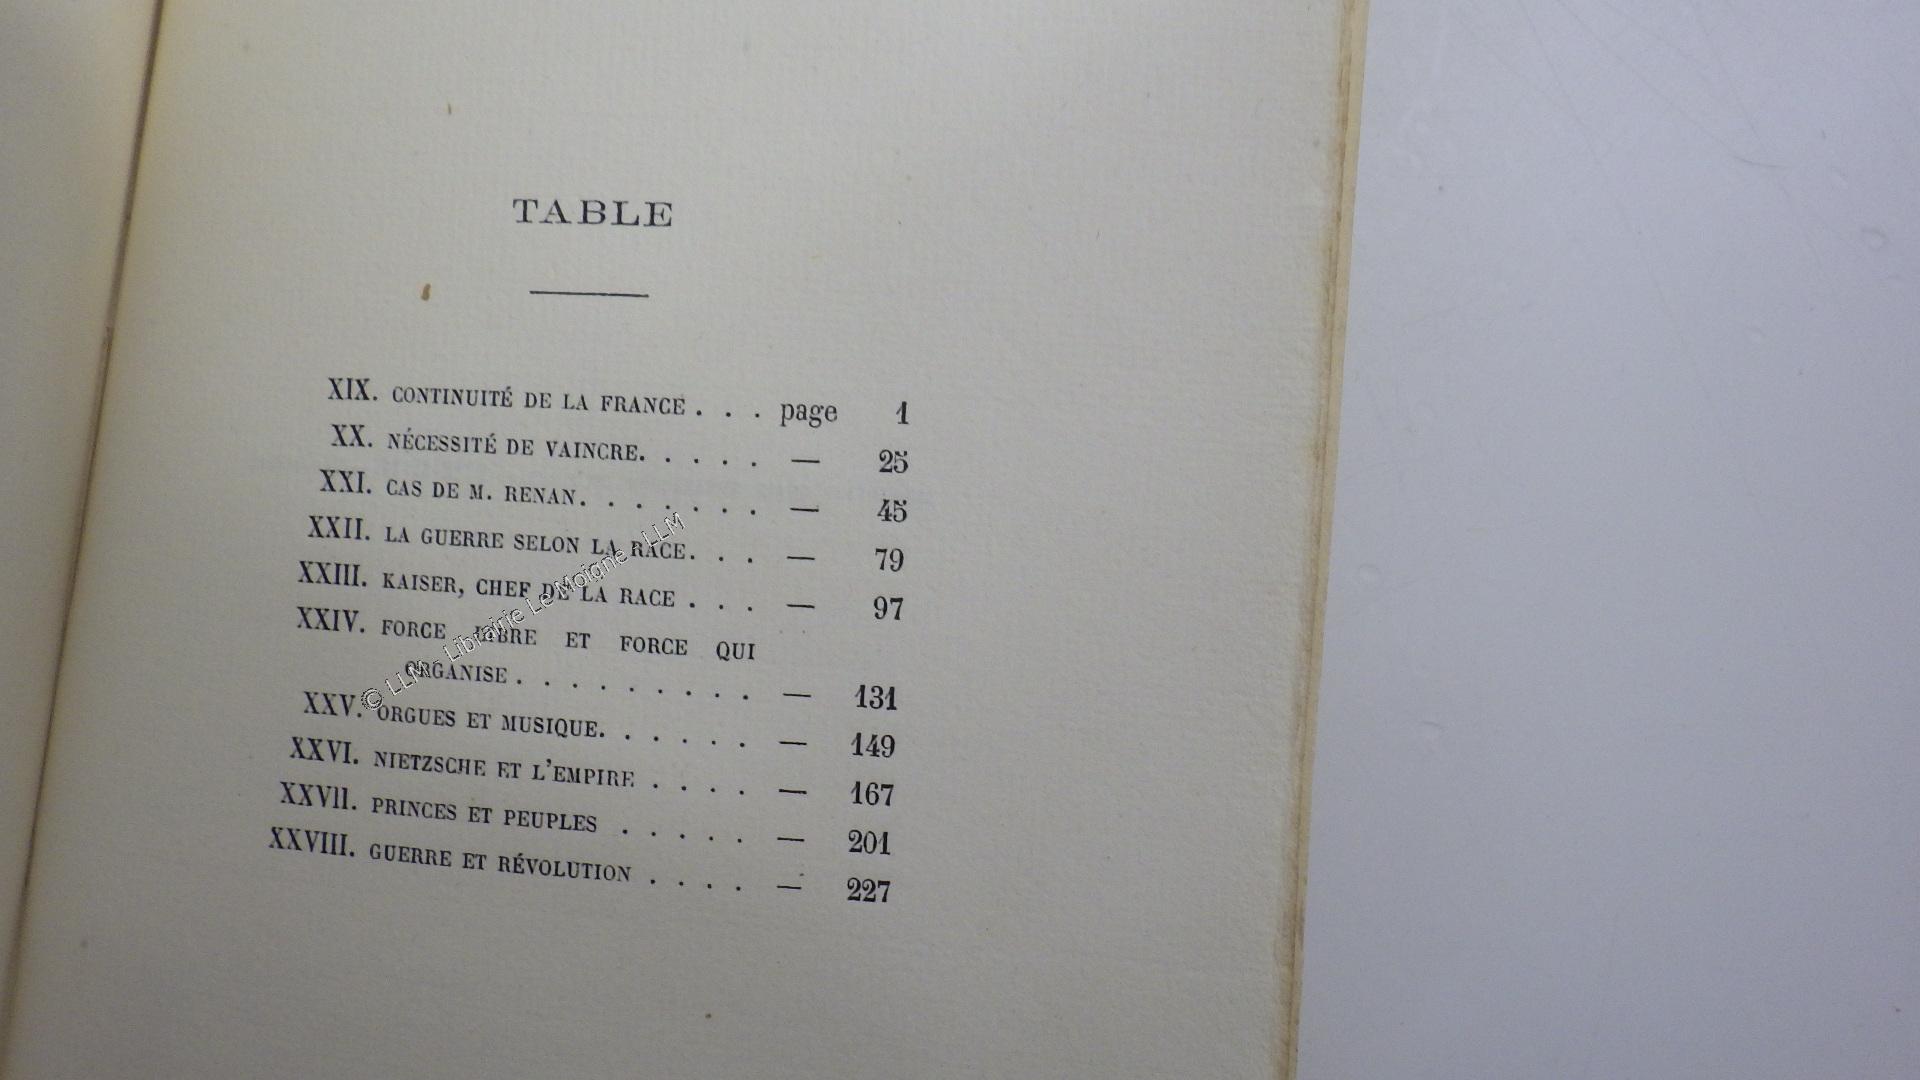 TABLE
XIX. CONTINUITÉ DE LA FRANCE . . . page 1
XX. NÉCESSITÉ DE VAINCRE. . . . . — 25
XXI. CAS DE M. RENAN. . . . . . . — 45
XXII. LA GUERRE SELON LA RACE. . . — 79
XXIII. KAISER, CHEF DE LA RACE . . . — 97
XXIV. FORCE LIBRE ET FORCE QUI
ORGANISE . . . . . . . . . — 131
XXV. ORGUES ET MUSIQUE. . . . . . — 149
XXVI. NIETZSCHE ET L'EMPIRE . . . . — 167
XXVII. PRINCES ET PEUPLES . . . . . — 201
XXVIII. GUERRE ET RÉVOLUTION . . . . — 227
© LLM - Librairie Le Moigne - LLM